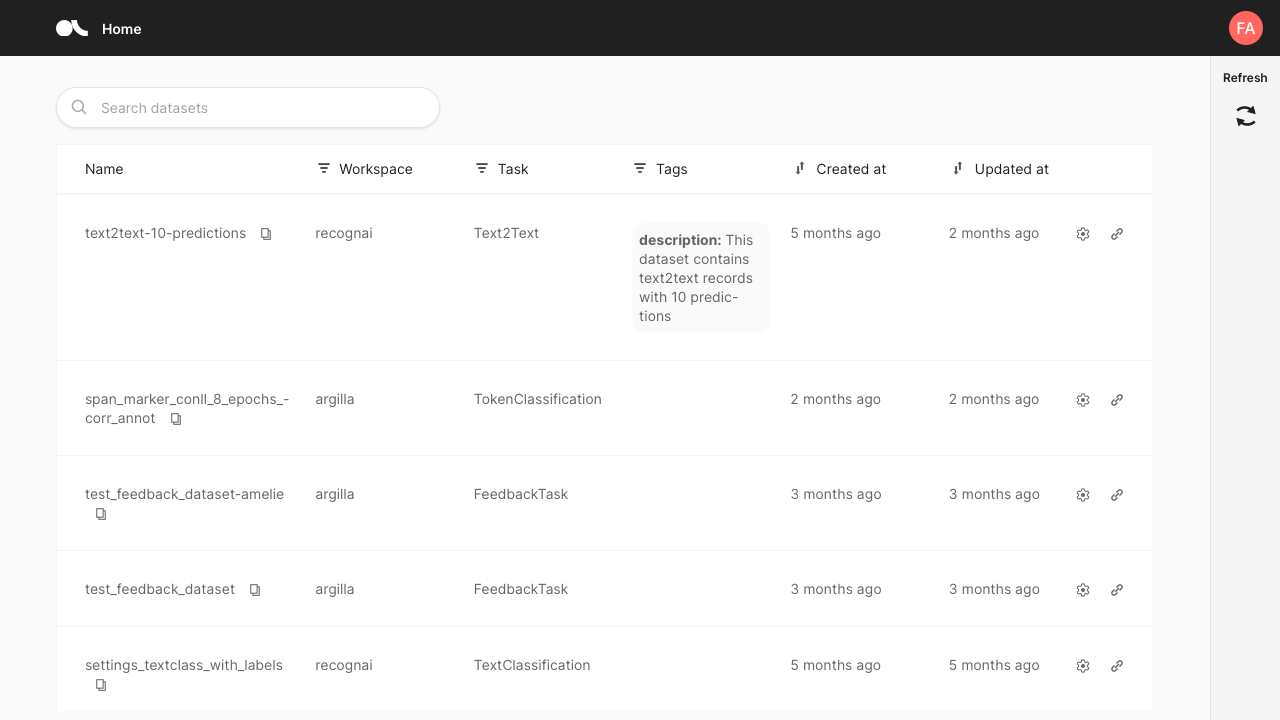 Home
FA
Refresh
Search datasets
Name Workspace Task Tags Created at Updated at
text2text-10-predictions recognai Text2Text 5 months ago 2 months ago
description: This
dataset contains
text2text records
with 10 predic-
tions
span_marker_conll_8_epochs_- argilla TokenClassification 2 months ago 2 months ago
corr_annot
test_feedback_dataset-amelie argilla FeedbackTask 3 months ago 3 months ago
test_feedback_dataset argilla FeedbackTask 3 months ago 3 months ago
settings_textclass_with_labels recognai TextClassification 5 months ago 5 months ago